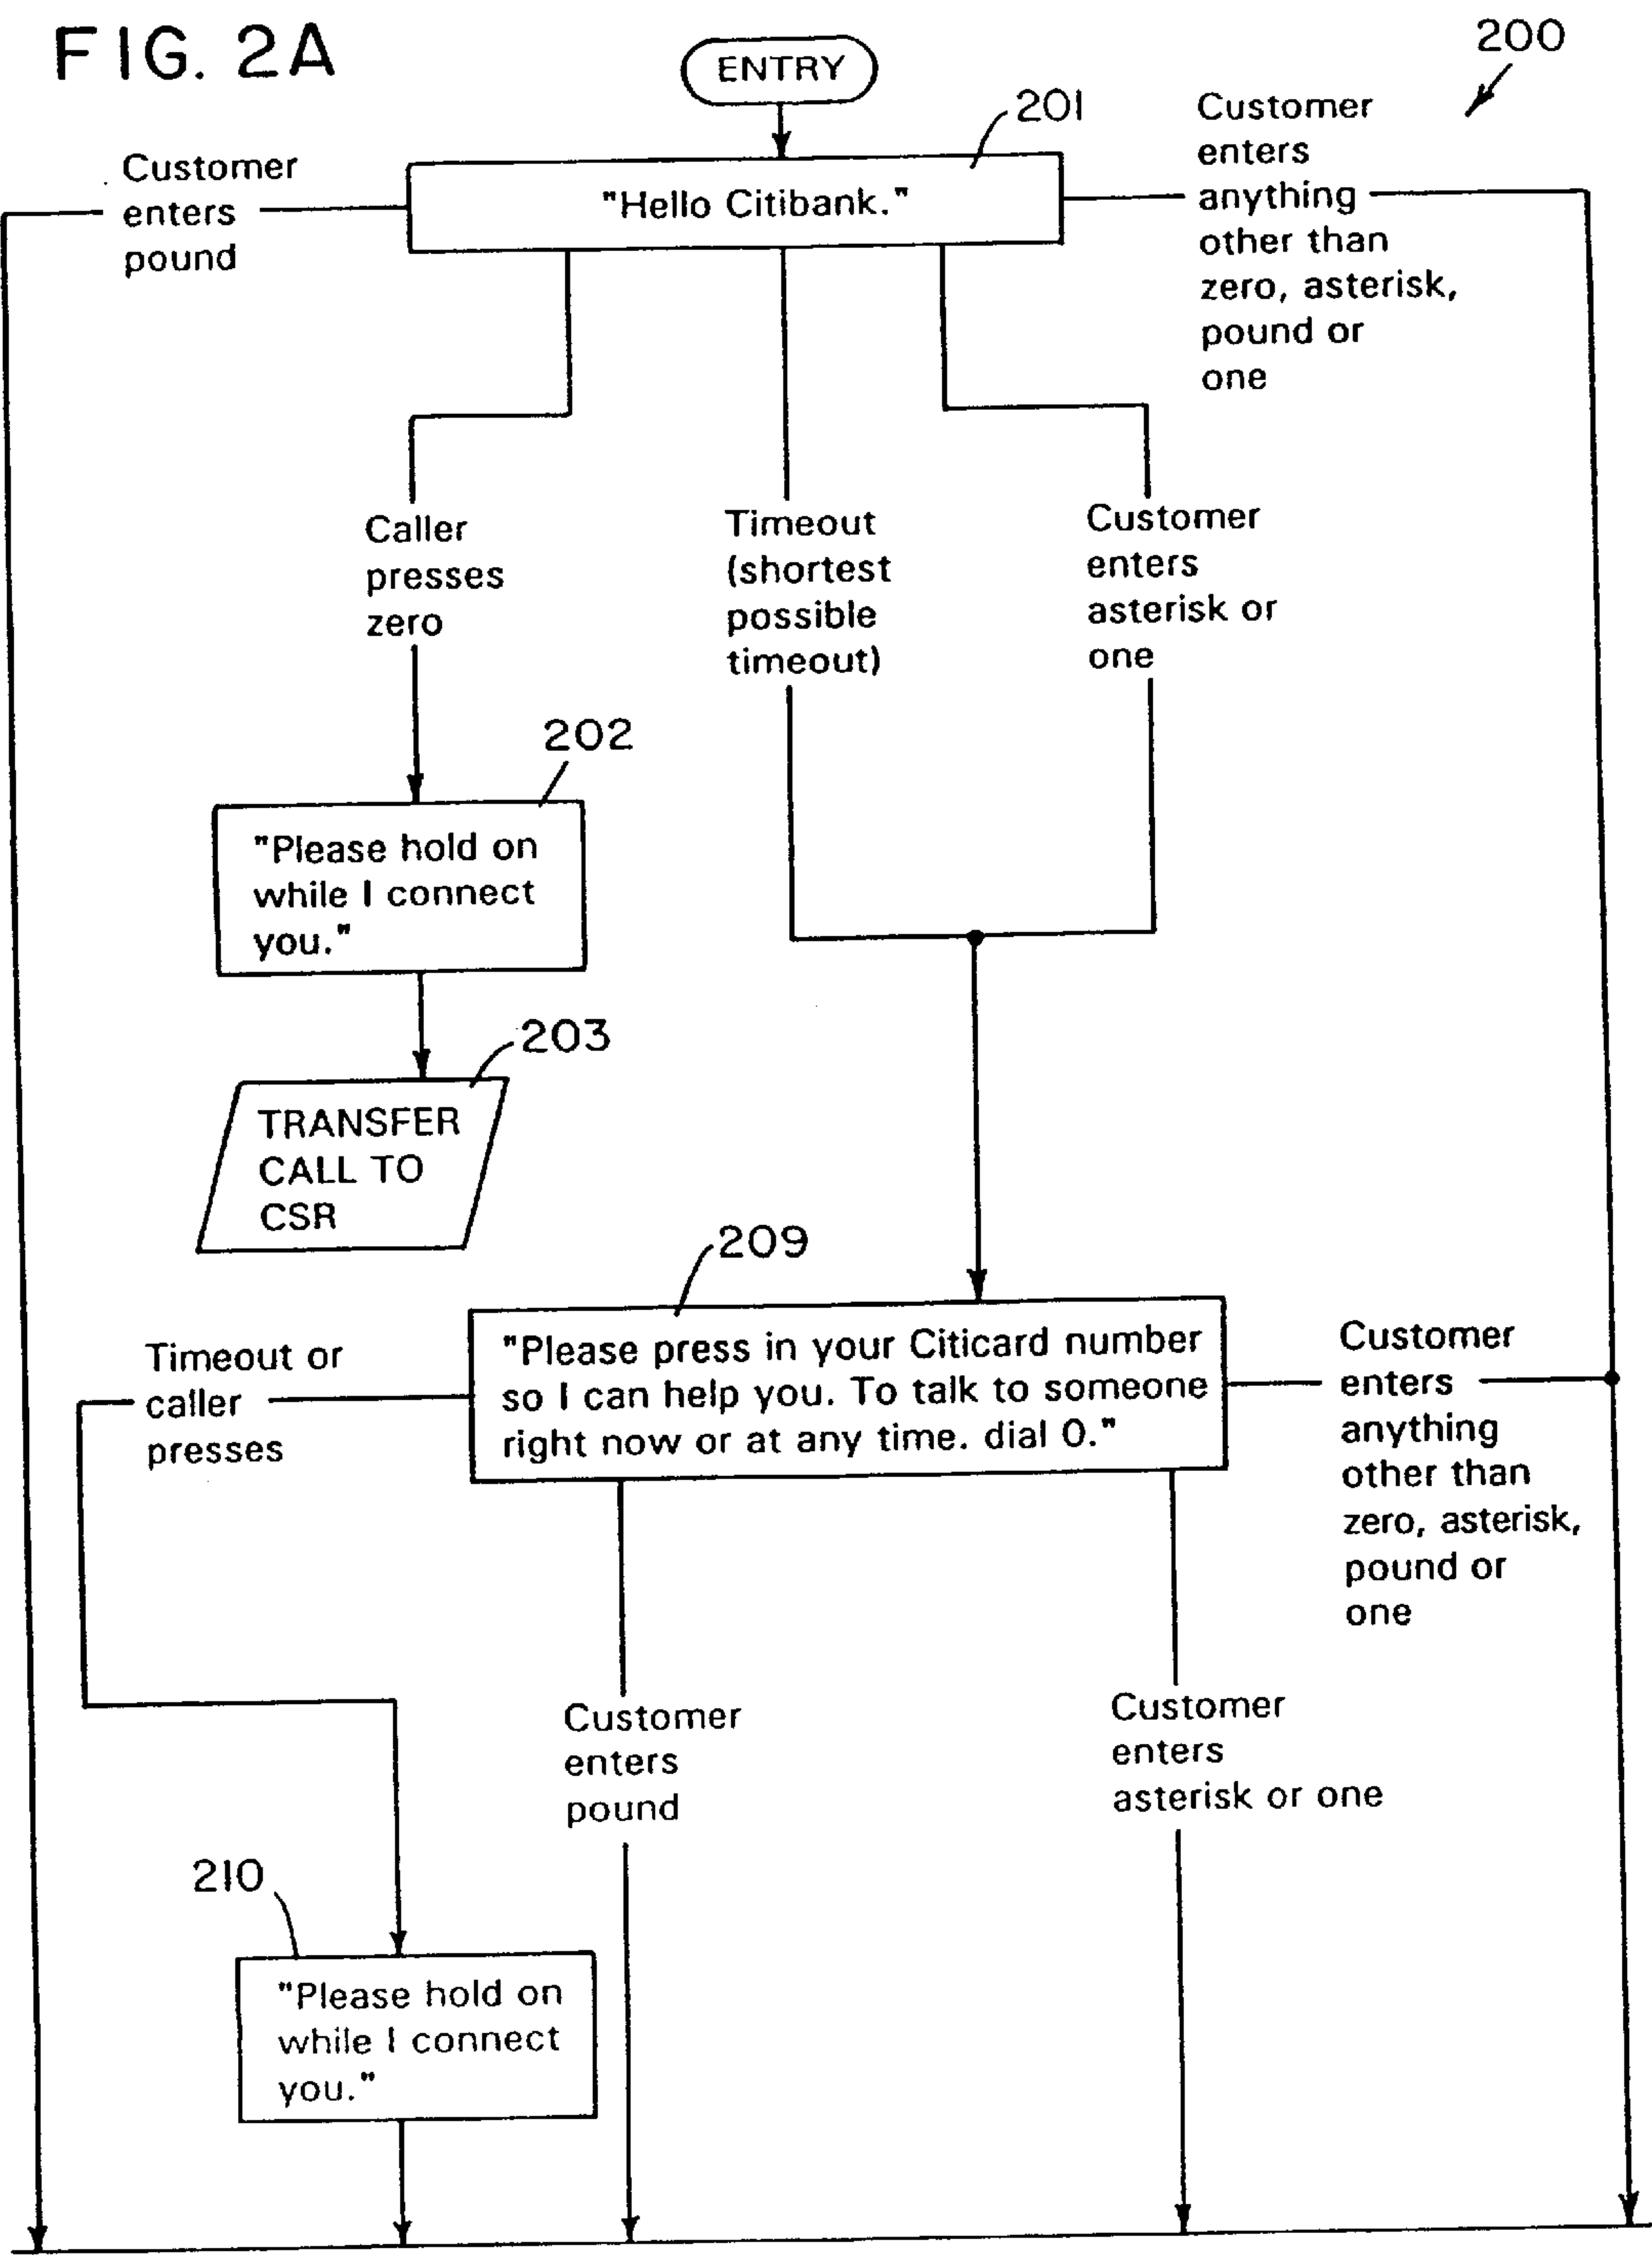 FIG. 2A
ENTRY
200
201
"Hello Citibank."
Customer
enters
pound
Customer
enters
anything
other than
zero, asterisk,
pound or
one
Caller
presses
zero
Timeout
(shortest
possible
timeout)
Customer
enters
asterisk or
one
202
"Please hold on
while I connect
you."
203
TRANSFER
CALL TO
CSR
209
"Please press in your Citicard number
so I can help you. To talk to someone
right now or at any time. dial 0."
Timeout or
caller
presses
Customer
enters
anything
other than
zero, asterisk,
pound or
one
Customer
enters
pound
Customer
enters
asterisk or one
210
"Please hold on
while I connect
you."